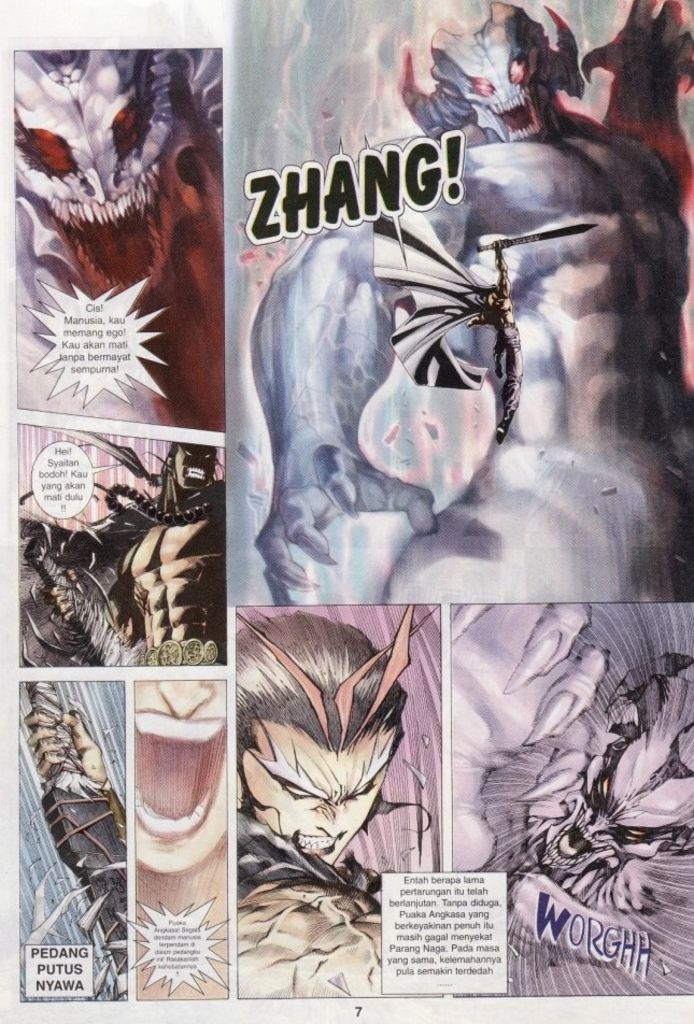 Cis!
Manusia, kau
memang ego!
Kau akan mati
tanpa bermayat
sempurna!
ZHANG!
Hei!
Syaitan
bodoh! Kau
yang akan
mati dulu
!!
PEDANG
PUTUS
NYAWA
Puaka
Angkasa! Segala
dendam manusia
terpendam di
dalam pedangku
ini! Rasakanlah
kehebatannya
!!
Entah berapa lama
pertarungan itu telah
berlanjutan. Tanpa diduga,
Puaka Angkasa yang
berkeyakinan penuh itu
masih gagal menyekat
Parang Naga. Pada masa
yang sama, kelemahannya
pula semakin terdedah
......
WORGHH
7